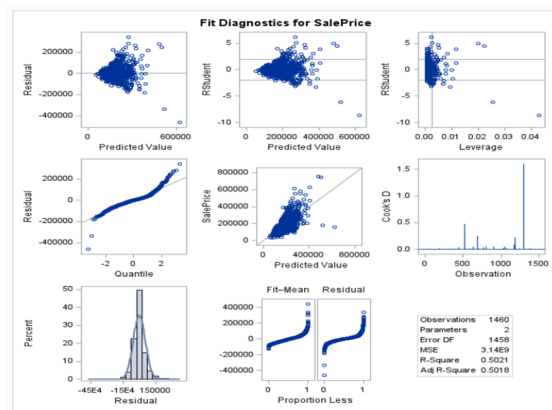 Fit Diagnostics for SalePrice
Residual
200000
0
-200000
-400000
0
600000
Predicted Value
RStudent
5
0
-5
-10
0
200000
400000
600000
Predicted Value
RStudent
5
0
-5
-10
0.00
0.01
0.02
0.03
0.04
Leverage
Residual
200000
0
-200000
-400000
-2
0
2
Quantile
SalePrice
800000
600000
400000
200000
0
0
400000
800000
Predicted Value
Cook's D
1.5
1.0
0.5
0.0
0
500
1000
1500
Observation
Percent
50
40
30
20
10
0
-45E4
-15E4
150000
Residual
Fit–Mean
Residual
400000
200000
0
-200000
-400000
0
1
0
1
Proportion Less
Observations 1460
Parameters 2
Error DF 1458
MSE 3.14E9
R-Square 0.5021
Adj R-Square 0.5018